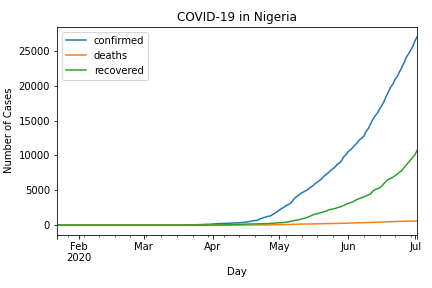 COVID-19 in Nigeria
confirmed
deaths
recovered
Number of Cases
25000
20000
15000
10000
5000
0
Feb Mar Apr May Jun Jul
2020
Day